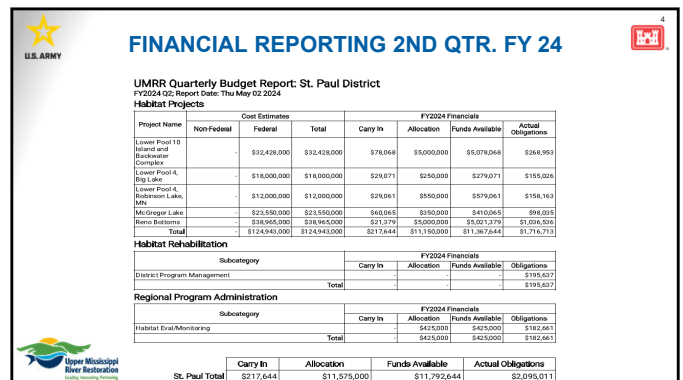 4
U.S. ARMY
FINANCIAL REPORTING 2ND QTR. FY 24
UMRR Quarterly Budget Report: St. Paul District
FY2024 Q2; Report Date: Thu May 02 2024
Habitat Projects
Project Name Cost Estimates FY2024 Financials
Non-Federal Federal Total Carry In Allocation Funds Available Actual Obligations
Lower Pool 10 Island and Backwater Complex - $32,428,000 $32,428,000 $78,068 $5,000,000 $5,078,068 $268,953
Lower Pool 4, Big Lake - $18,000,000 $18,000,000 $29,071 $250,000 $279,071 $155,026
Lower Pool 4, Robinson Lake, MN - $12,000,000 $12,000,000 $29,061 $550,000 $579,061 $158,163
McGregor Lake - $23,550,000 $23,550,000 $60,065 $350,000 $410,065 $98,035
Reno Bottoms - $38,965,000 $38,965,000 $21,379 $5,000,000 $5,021,379 $1,036,536
Total - $124,943,000 $124,943,000 $217,644 $11,150,000 $11,367,644 $1,716,713
Habitat Rehabilitation
Subcategory FY2024 Financials
Carry In Allocation Funds Available Obligations
District Program Management - - - $195,637
Total - - - $195,637
Regional Program Administration
Subcategory FY2024 Financials
Carry In Allocation Funds Available Obligations
Habitat Eval/Monitoring - $425,000 $425,000 $182,661
Total - $425,000 $425,000 $182,661
Carry In Allocation Funds Available Actual Obligations
St. Paul Total $217,644 $11,575,000 $11,792,644 $2,095,011
Upper Mississippi
River Restoration
Leading. Innovating. Partnering.